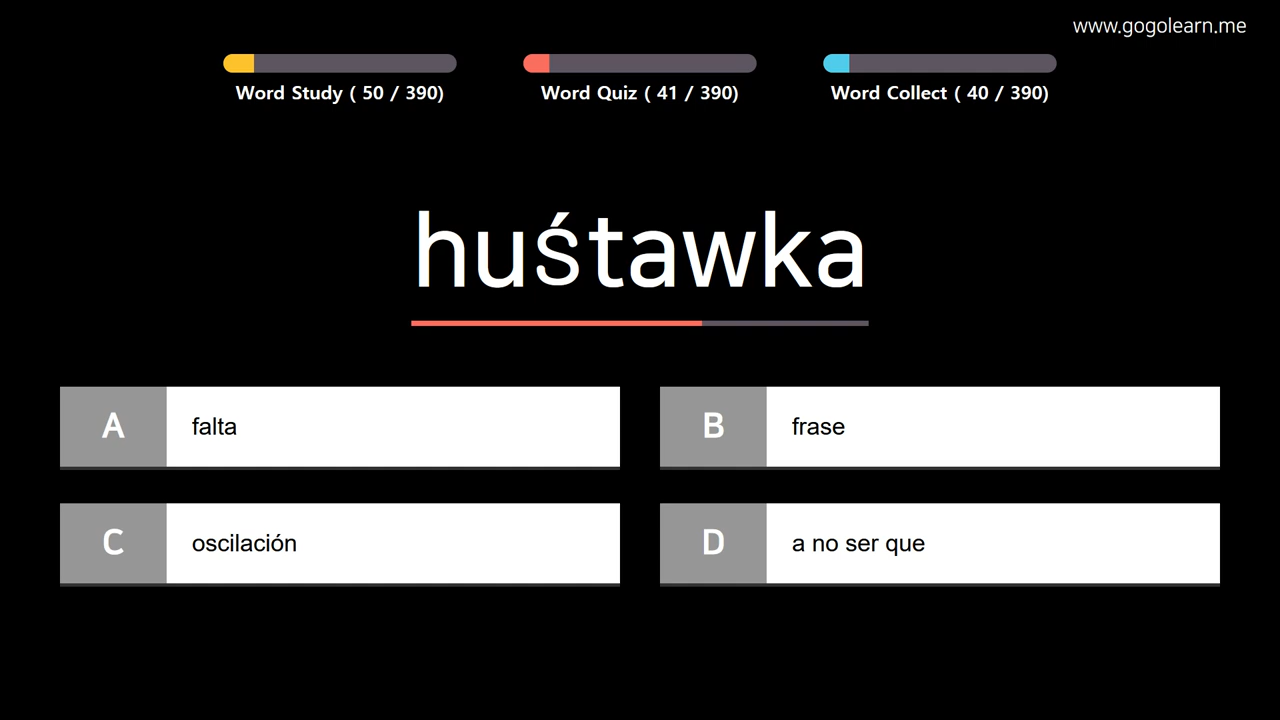 www.gogolearn.me
Word Study ( 50 / 390)
Word Quiz ( 41 / 390)
Word Collect ( 40 / 390)
huśtawka
A falta
B frase
C oscilación
D a no ser que